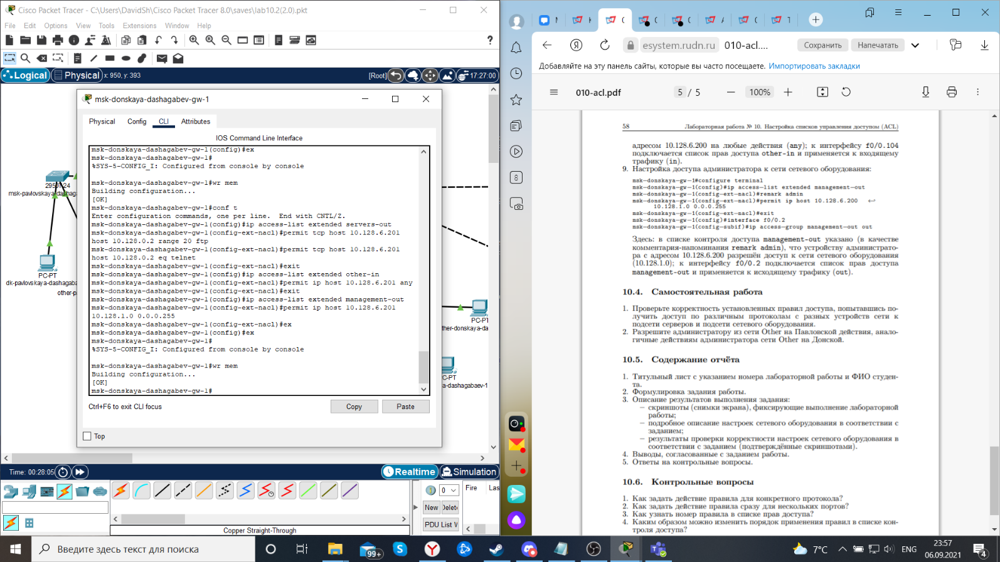 Cisco Packet Tracer - C:\Users\DavidSh\Cisco Packet Tracer 8.0\saves\lab10.2(2.0).pkt
File Edit Options View Tools Extensions Window Help
Logical
Physical
x: 950, y: 393
[Root]
17:27:00
msk-donskaya-dashagabev-gw-1
Physical Config CLI Attributes
IOS Command Line Interface
msk-donskaya-dashagabev-gw-1(config)#ex
msk-donskaya-dashagabev-gw-1#
%SYS-5-CONFIG_I: Configured from console by console
msk-donskaya-dashagabev-gw-1#wr mem
Building configuration...
[OK]
msk-donskaya-dashagabev-gw-1#conf t
Enter configuration commands, one per line.  End with CNTL/Z.
msk-donskaya-dashagabev-gw-1(config)#ip access-list extended servers-out
msk-donskaya-dashagabev-gw-1(config-ext-nacl)#permit tcp host 10.128.6.201
host 10.128.0.2 range 20 ftp
msk-donskaya-dashagabev-gw-1(config-ext-nacl)#permit tcp host 10.128.6.201
host 10.128.0.2 eq telnet
msk-donskaya-dashagabev-gw-1(config-ext-nacl)#exit
msk-donskaya-dashagabev-gw-1(config)#ip access-list extended other-in
msk-donskaya-dashagabev-gw-1(config-ext-nacl)#permit ip host 10.128.6.201 any
msk-donskaya-dashagabev-gw-1(config-ext-nacl)#exit
msk-donskaya-dashagabev-gw-1(config)#ip access-list extended management-out
msk-donskaya-dashagabev-gw-1(config-ext-nacl)#permit ip host 10.128.6.201
10.128.1.0 0.0.0.255
msk-donskaya-dashagabev-gw-1(config-ext-nacl)#ex
msk-donskaya-dashagabev-gw-1(config)#ex
msk-donskaya-dashagabev-gw-1#
%SYS-5-CONFIG_I: Configured from console by console
msk-donskaya-dashagabev-gw-1#wr mem
Building configuration...
[OK]
msk-donskaya-dashagabev-gw-1#
Ctrl+F6 to exit CLI focus
Copy
Paste
Top
msk-pavlovskaya-dashaga
PC-PT
dk-pavlovskaya-dashagaba
other-p
PC-PT
ther-donskaya-da
C-PT
a-dashagabaev-1
Time: 00:28:05
Realtime
Simulation
0
Fire Las
New
Delet
PDU List W
Copper Straight-Through
esystem.rudn.ru
010-acl....
Сохранить
Напечатать
Добавляйте на эту панель сайты, которые вы часто посещаете. Импортировать закладки
010-acl.pdf
5 / 5
100%
8
58 Лабораторная работа № 10. Настройка списков управления доступом (ACL)
адресом 10.128.6.200 на любые действия (any); к интерфейсу f0/0.104
подключается список прав доступа other-in и применяется к входящему
трафику (in).
9. Настройка доступа администратора к сети сетевого оборудования:
msk-donskaya-gw-1#configure terminal
msk-donskaya-gw-1(config)#ip access-list extended management-out
msk-donskaya-gw-1(config-ext-nacl)#remark admin
msk-donskaya-gw-1(config-ext-nacl)#permit ip host 10.128.6.200 ↩
10.128.1.0 0.0.0.255
msk-donskaya-gw-1(config-ext-nacl)#exit
msk-donskaya-gw-1(config)#interface f0/0.2
msk-donskaya-gw-1(config-subif)#ip access-group management-out out
Здесь: в списке контроля доступа management-out указано (в качестве
комментария-напоминания remark admin), что устройству администрато-
ра с адресом 10.128.6.200 разрешён доступ к сети сетевого оборудования
(10.128.1.0); к интерфейсу f0/0.2 подключается список прав доступа
management-out и применяется к исходящему трафику (out).
10.4. Самостоятельная работа
1. Проверьте корректность установленных правил доступа, попытавшись по-
лучить доступ по различным протоколам с разных устройств сети к
подсети серверов и подсети сетевого оборудования.
2. Разрешите администратору из сети Other на Павловской действия, анало-
гичные действиям администратора сети Other на Донской.
10.5. Содержание отчёта
1. Титульный лист с указанием номера лабораторной работы и ФИО студен-
та.
2. Формулировка задания работы.
3. Описание результатов выполнения задания:
– скриншоты (снимки экрана), фиксирующие выполнение лабораторной
работы;
– подробное описание настроек сетевого оборудования в соответствии с
заданием;
– результаты проверки корректности настроек сетевого оборудования в
соответствии с заданием (подтверждённые скриншотами).
4. Выводы, согласованные с заданием работы.
5. Ответы на контрольные вопросы.
10.6. Контрольные вопросы
1. Как задать действие правила для конкретного протокола?
2. Как задать действие правила сразу для нескольких портов?
3. Как узнать номер правила в списке прав доступа?
4. Каким образом можно изменить порядок применения правил в списке кон-
троля доступа?
Введите здесь текст для поиска
99+
7°C
ENG
23:57
06.09.2021
4